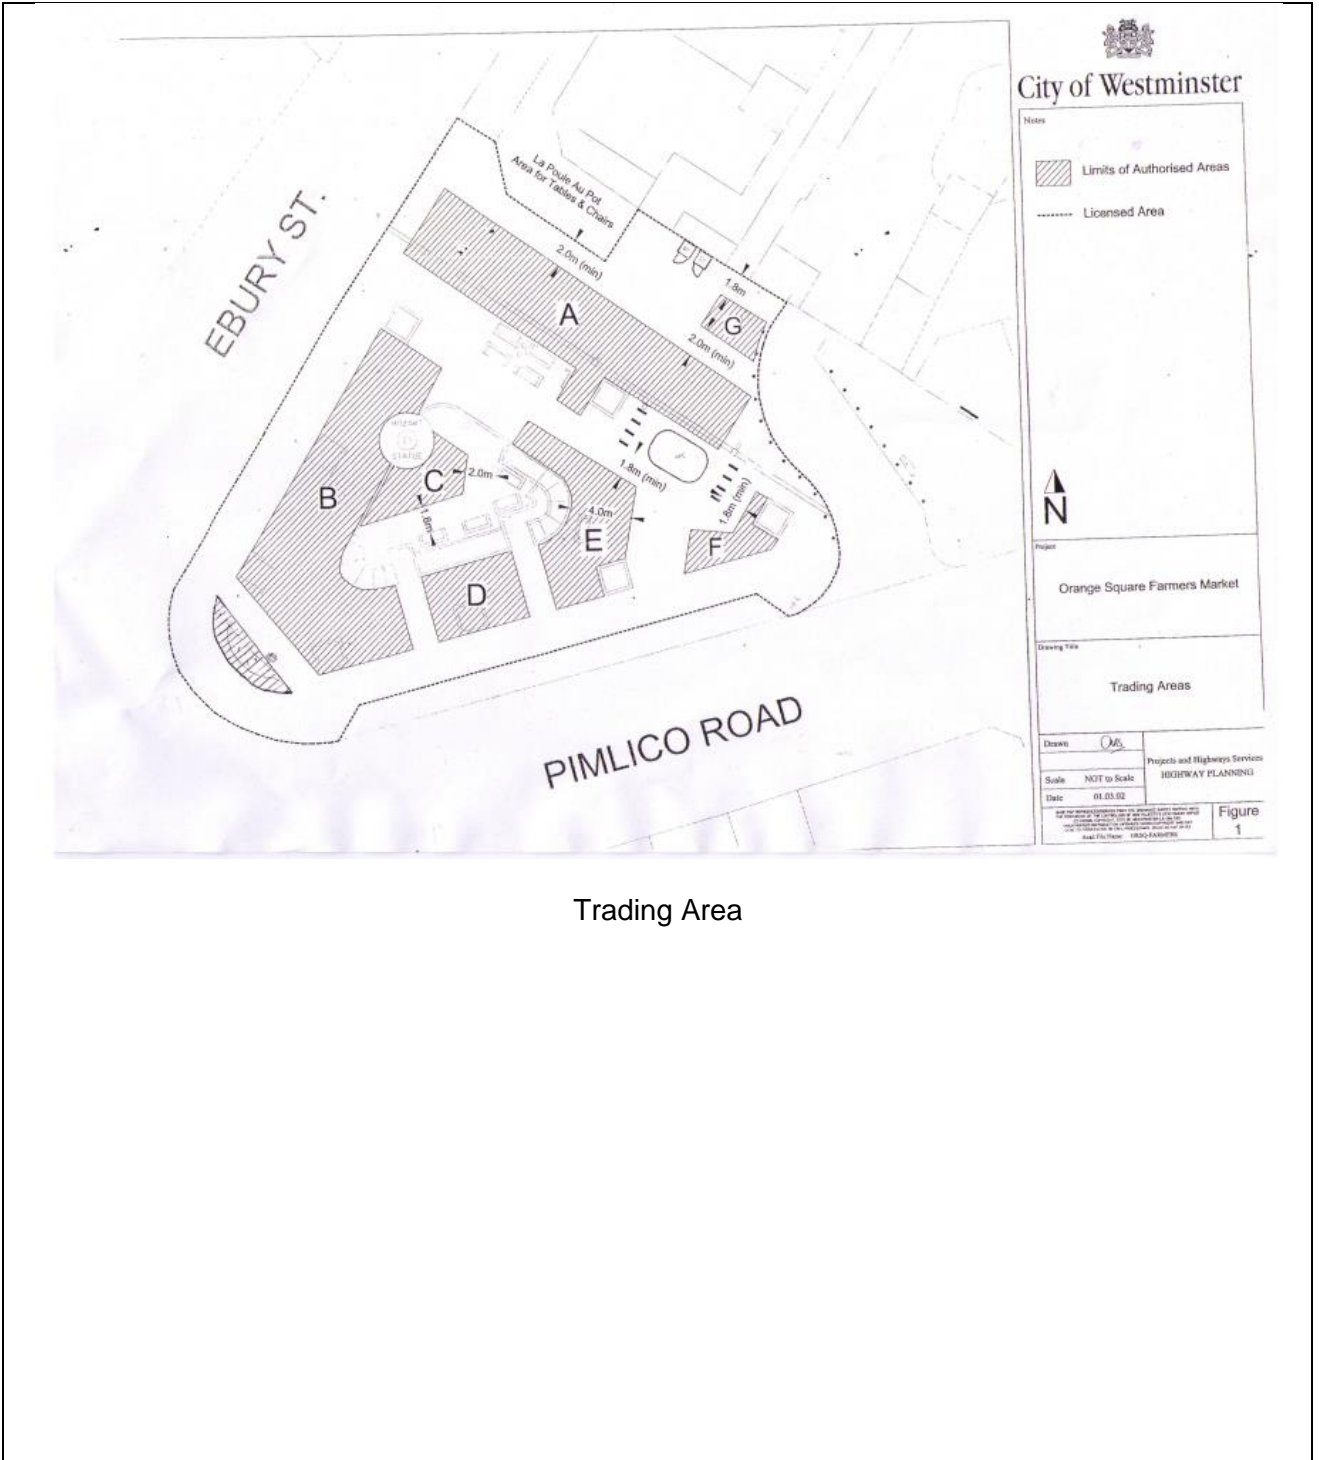 City of Westminster
Notes
Limits of Authorised Areas
Licensed Area
La Poule Au Pot
Area for Tables & Chairs
EBURY ST.
2.0m (min)
1.8m
A
G
2.0m (min)
B
C
2.0m
1.8m
1.8m (min)
4.0m
E
1.8m (min)
F
D
N
PIMLICO ROAD
Project
Orange Square Farmers Market
Drawing Title
Trading Areas
Drawn
Scale NOT to Scale
Date 01.05.02
Projects and Highways Services
HIGHWAY PLANNING
Figure
1
Trading Area